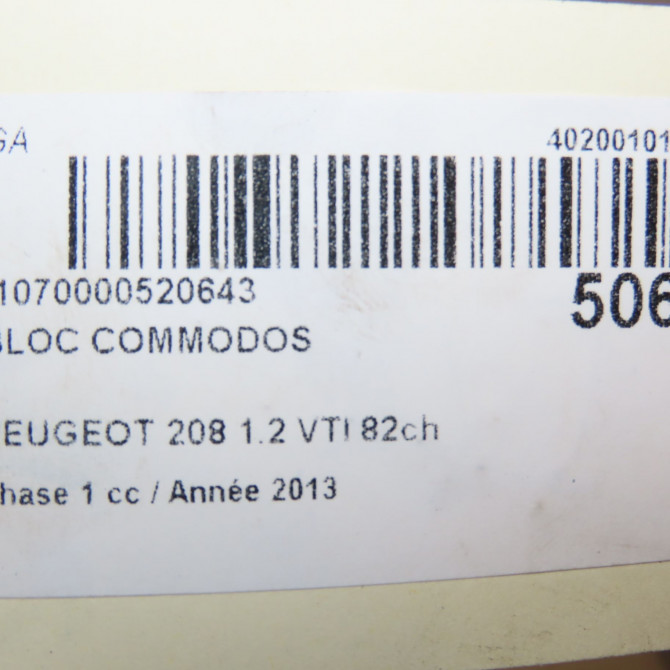 GA 40200101
1070000520643 506
BLOC COMMODOS
EUGEOT 208 1.2 VTI 82ch
hase 1 cc / Année 2013